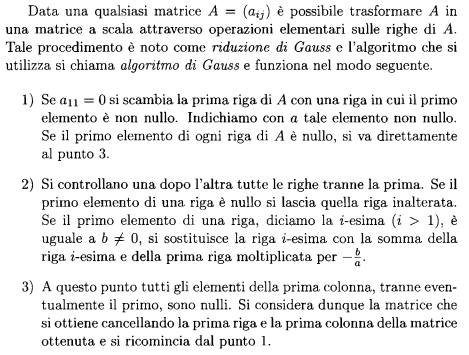 Data una qualsiasi matrice A = (aᵢⱼ) è possibile trasformare A in
una matrice a scala attraverso operazioni elementari sulle righe di A.
Tale procedimento è noto come riduzione di Gauss e l'algoritmo che si
utilizza si chiama algoritmo di Gauss e funziona nel modo seguente.
1) Se a₁₁ = 0 si scambia la prima riga di A con una riga in cui il primo
elemento è non nullo. Indichiamo con a tale elemento non nullo.
Se il primo elemento di ogni riga di A è nullo, si va direttamente
al punto 3.
2) Si controllano una dopo l'altra tutte le righe tranne la prima. Se il
primo elemento di una riga è nullo si lascia quella riga inalterata.
Se il primo elemento di una riga, diciamo la i-esima (i > 1), è
uguale a b ≠ 0, si sostituisce la riga i-esima con la somma della
riga i-esima e della prima riga moltiplicata per −b/a.
3) A questo punto tutti gli elementi della prima colonna, tranne even-
tualmente il primo, sono nulli. Si considera dunque la matrice che
si ottiene cancellando la prima riga e la prima colonna della matrice
ottenuta e si ricomincia dal punto 1.